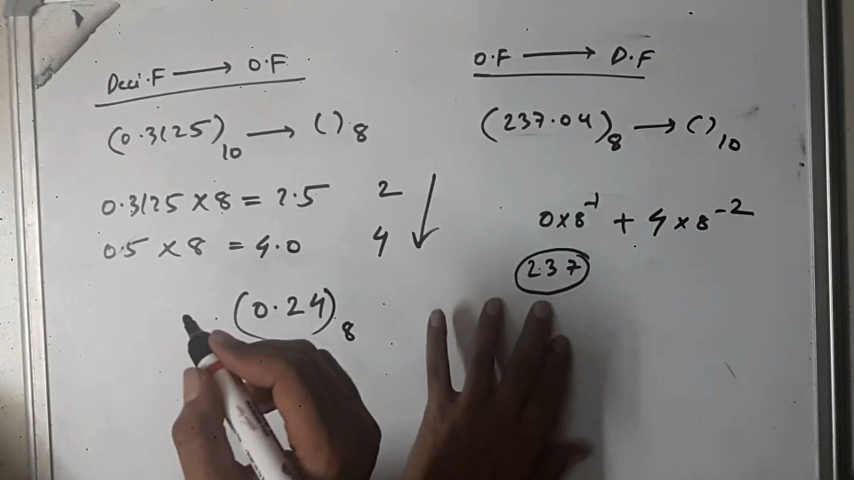 Deci.F → O.F
(0.3125)10 → ( )8
0.3125 × 8 = 2.5 2
0.5 × 8 = 4.0 4
(0.24)8
O.F → D.F
(237.04)8 → ( )10
0×8^-1 + 4×8^-2
237